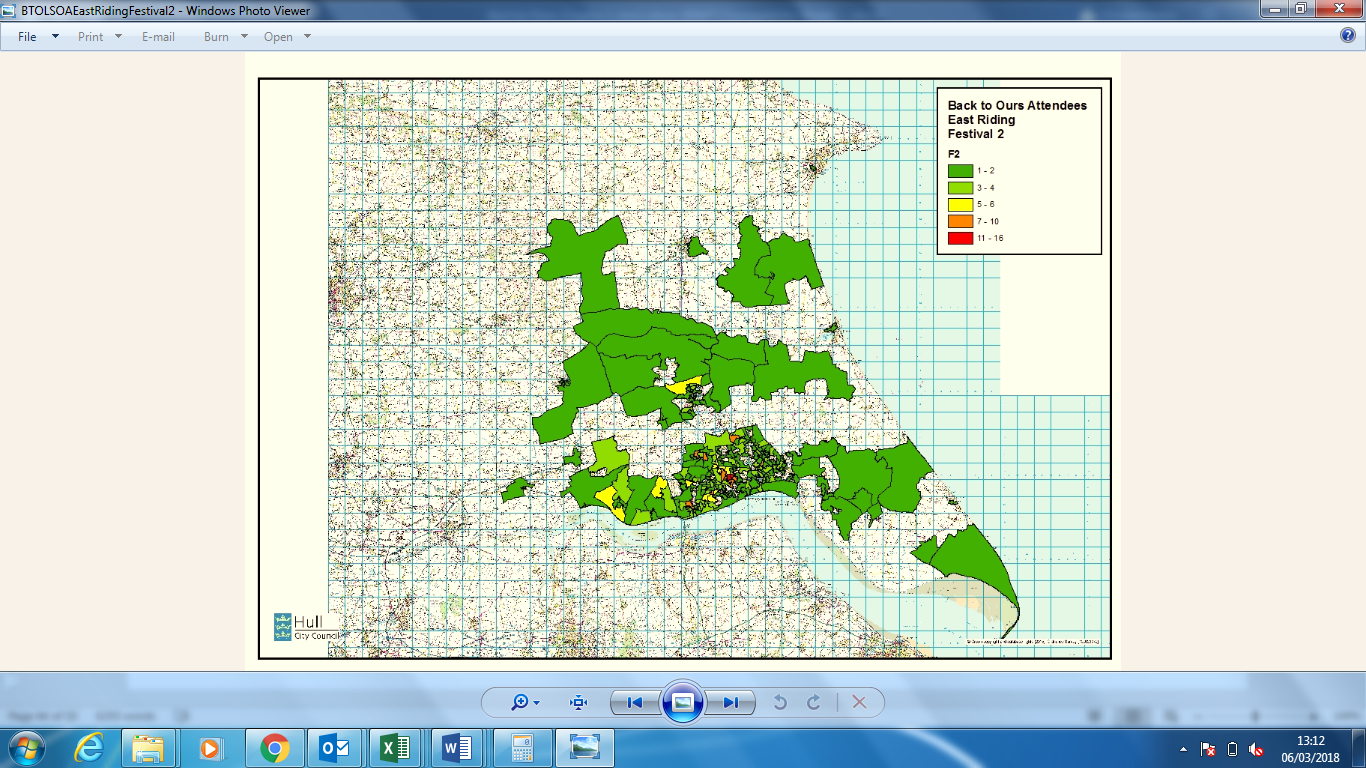 BTOLSOAEastRidingFestival2 - Windows Photo Viewer
File Print E-mail Burn Open
Back to Ours Attendees
East Riding
Festival 2
F2
1 - 2
3 - 4
5 - 6
7 - 10
11 - 16
Hull
City Council
13:12
06/03/2018